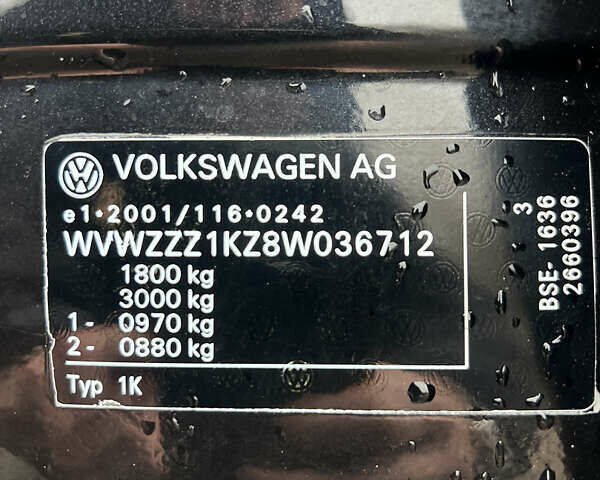 VOLKSWAGEN AG
e1*2001/116*0242
WVWZZZ1KZ8W036712
1800 kg
3000 kg
1- 0970 kg
2- 0880 kg
Typ 1K
3
BSE- 1636
2660396